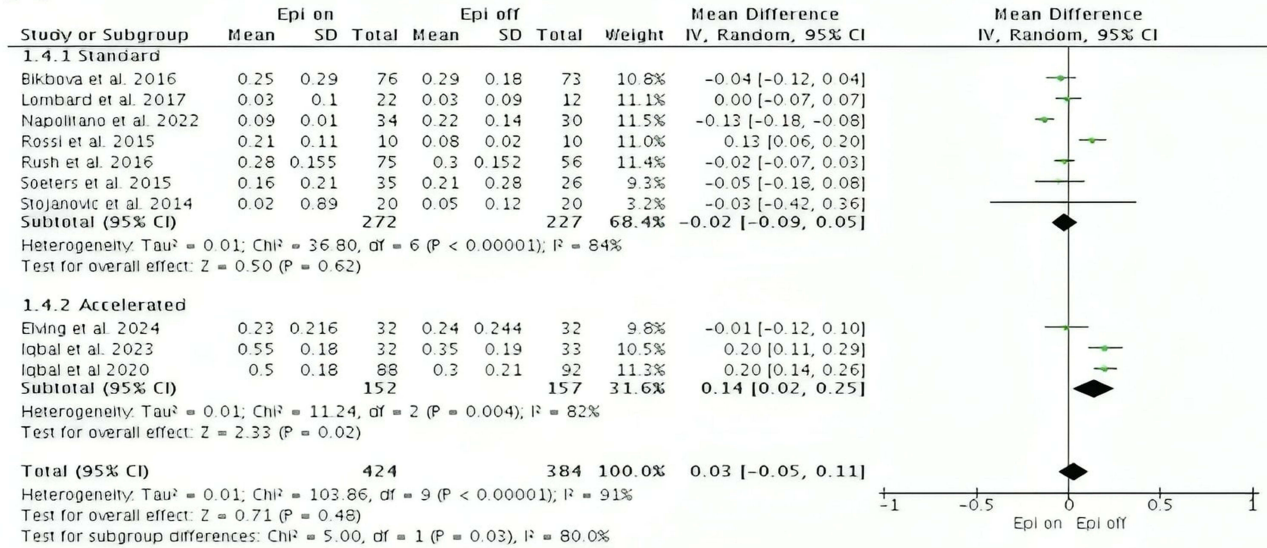 Epi on Epi off Mean Difference Mean Difference
Study or Subgroup Mean SD Total Mean SD Total Weight IV, Random, 95% CI IV, Random, 95% CI
1.4.1 Standard
Bikbova et al. 2016 0.25 0.29 76 0.29 0.18 73 10.8% -0.04 [-0.12, 0.04]
Lombard et al. 2017 0.03 0.1 22 0.03 0.09 12 11.1% 0.00 [-0.07, 0.07]
Napolitano et al. 2022 0.09 0.01 34 0.22 0.14 30 11.5% -0.13 [-0.18, -0.08]
Rossi et al. 2015 0.21 0.11 10 0.08 0.02 10 11.0% 0.13 [0.06, 0.20]
Rush et al. 2016 0.28 0.155 75 0.3 0.152 56 11.4% -0.02 [-0.07, 0.03]
Soeters et al. 2015 0.16 0.21 35 0.21 0.28 26 9.3% -0.05 [-0.18, 0.08]
Stojanovic et al. 2014 0.02 0.89 20 0.05 0.12 20 3.2% -0.03 [-0.42, 0.36]
Subtotal (95% CI) 272 227 68.4% -0.02 [-0.09, 0.05]
Heterogeneity: Tau² = 0.01; Chi² = 36.80, df = 6 (P < 0.00001); I² = 84%
Test for overall effect: Z = 0.50 (P = 0.62)
1.4.2 Accelerated
Elving et al. 2024 0.23 0.216 32 0.24 0.244 32 9.8% -0.01 [-0.12, 0.10]
Iqbal et al. 2023 0.55 0.18 32 0.35 0.19 33 10.5% 0.20 [0.11, 0.29]
Iqbal et al 2020 0.5 0.18 88 0.3 0.21 92 11.3% 0.20 [0.14, 0.26]
Subtotal (95% CI) 152 157 31.6% 0.14 [0.02, 0.25]
Heterogeneity: Tau² = 0.01; Chi² = 11.24, df = 2 (P = 0.004); I² = 82%
Test for overall effect: Z = 2.33 (P = 0.02)
Total (95% CI) 424 384 100.0% 0.03 [-0.05, 0.11]
Heterogeneity: Tau² = 0.01; Chi² = 103.86, df = 9 (P < 0.00001); I² = 91%
Test for overall effect: Z = 0.71 (P = 0.48)
Test for subgroup differences: Chi² = 5.00, df = 1 (P = 0.03), I² = 80.0%
-1 -0.5 0 0.5 1
Epi on Epi off